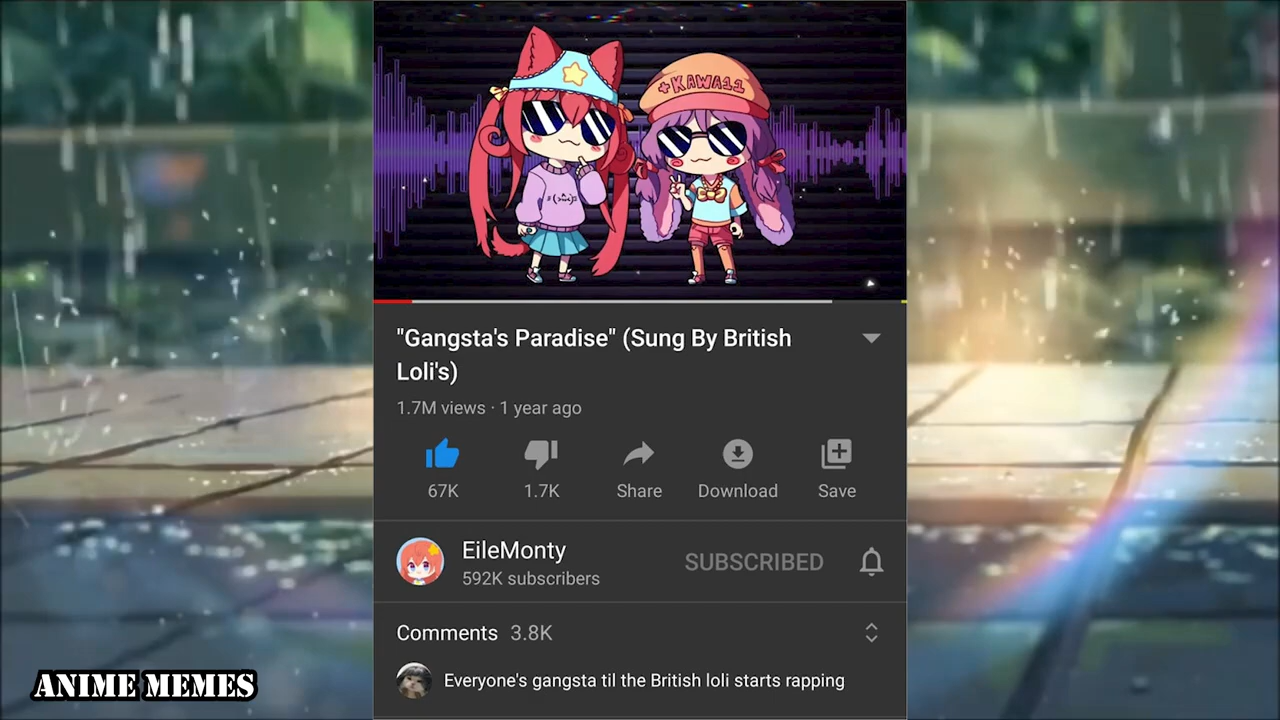 +KAWA11
"Gangsta's Paradise" (Sung By British
Loli's)
1.7M views · 1 year ago
67K
1.7K
Share
Download
Save
EileMonty
592K subscribers
SUBSCRIBED
Comments 3.8K
Everyone's gangsta til the British loli starts rapping
ANIME MEMES